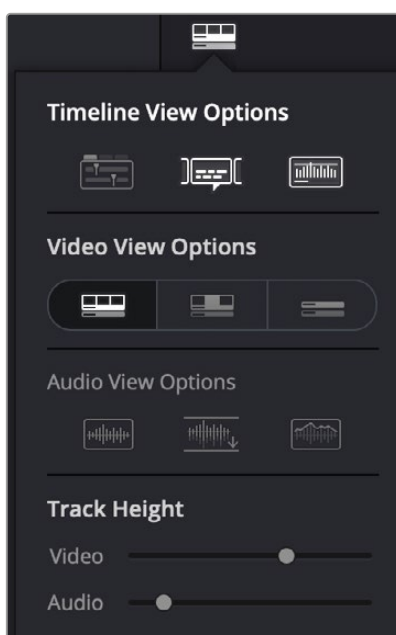 Timeline View Options
Video View Options
Audio View Options
Track Height
Video
Audio